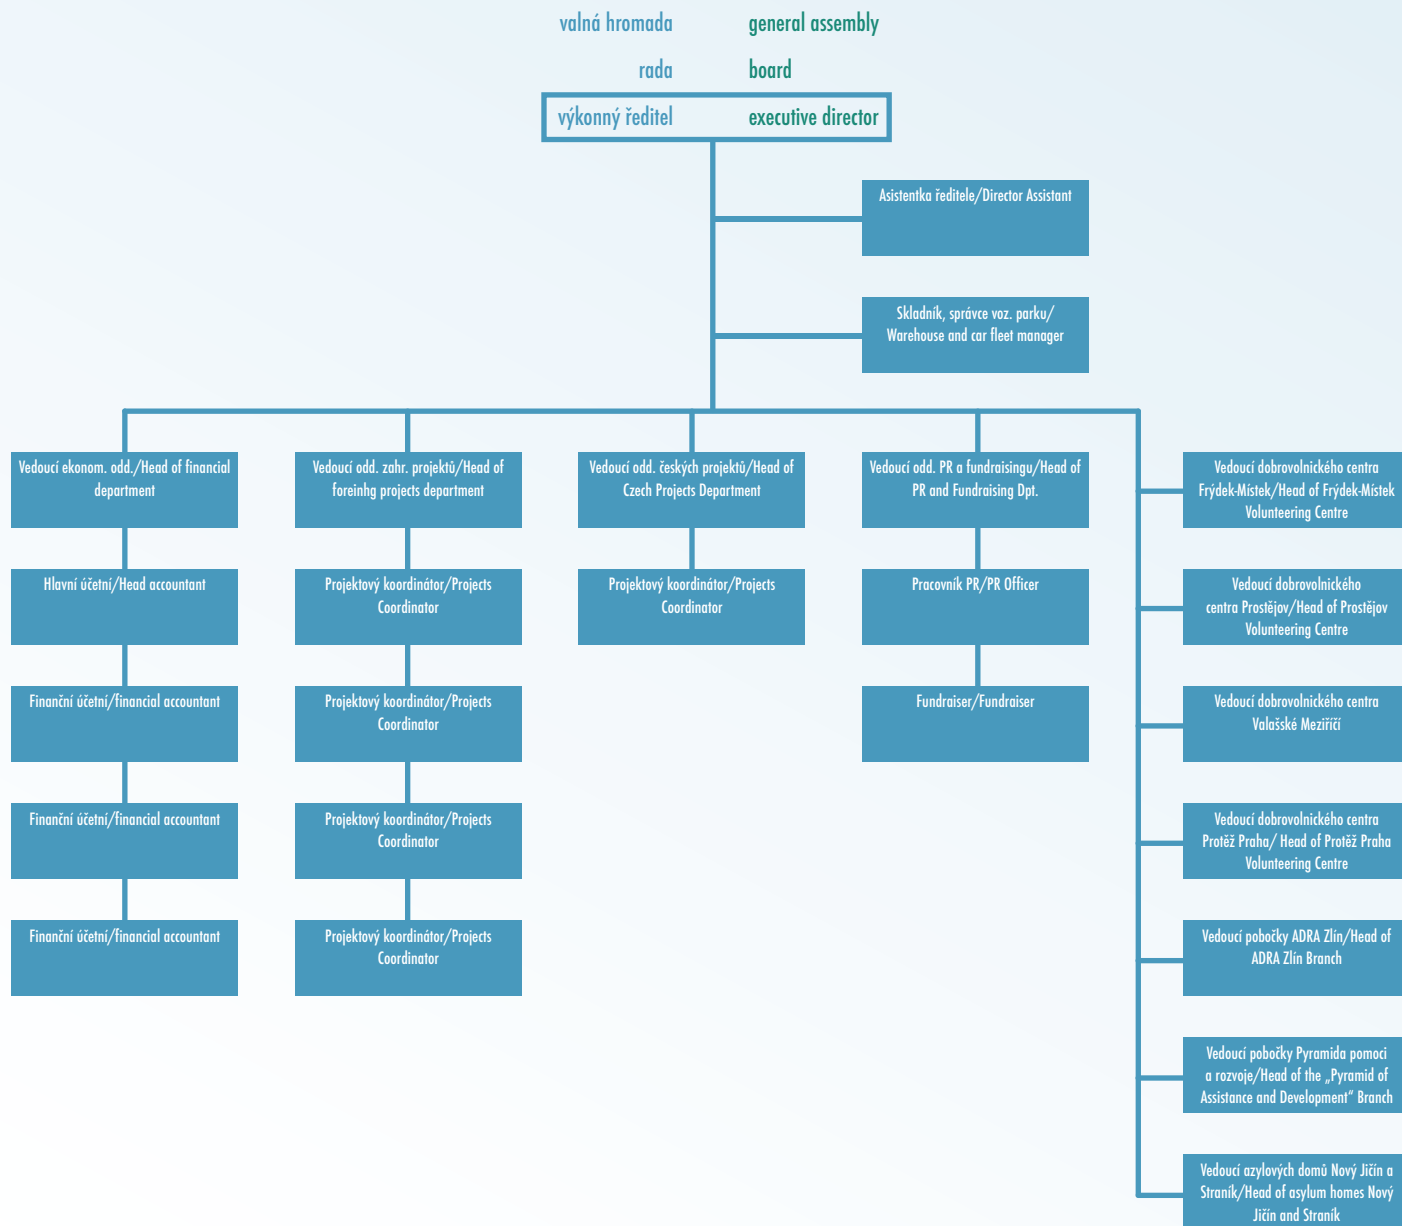 valná hromada general assembly
rada board
výkonný ředitel executive director
Asistentka ředitele/Director Assistant
Skladník, správce voz. parku/
Warehouse and car fleet manager
Vedoucí ekonom. odd./Head of financial
department
Hlavní účetní/Head accountant
Finanční účetní/financial accountant
Finanční účetní/financial accountant
Finanční účetní/financial accountant
Vedoucí odd. zahr. projektů/Head of
foreinhg projects department
Projektový koordinátor/Projects
Coordinator
Projektový koordinátor/Projects
Coordinator
Projektový koordinátor/Projects
Coordinator
Projektový koordinátor/Projects
Coordinator
Vedoucí odd. českých projektů/Head of
Czech Projects Department
Projektový koordinátor/Projects
Coordinator
Vedoucí odd. PR a fundraisingu/Head of
PR and Fundraising Dpt.
Pracovník PR/PR Officer
Fundraiser/Fundraiser
Vedoucí dobrovolnického centra
Frýdek-Místek/Head of Frýdek-Místek
Volunteering Centre
Vedoucí dobrovolnického
centra Prostějov/Head of Prostějov
Volunteering Centre
Vedoucí dobrovolnického centra
Valašské Meziříčí
Vedoucí dobrovolnického centra
Protěž Praha/ Head of Protěž Praha
Volunteering Centre
Vedoucí pobočky ADRA Zlín/Head of
ADRA Zlín Branch
Vedoucí pobočky Pyramida pomoci
a rozvoje/Head of the „Pyramid of
Assistance and Development“ Branch
Vedoucí azylových domů Nový Jičín a
Straník/Head of asylum homes Nový
Jičín and Straník